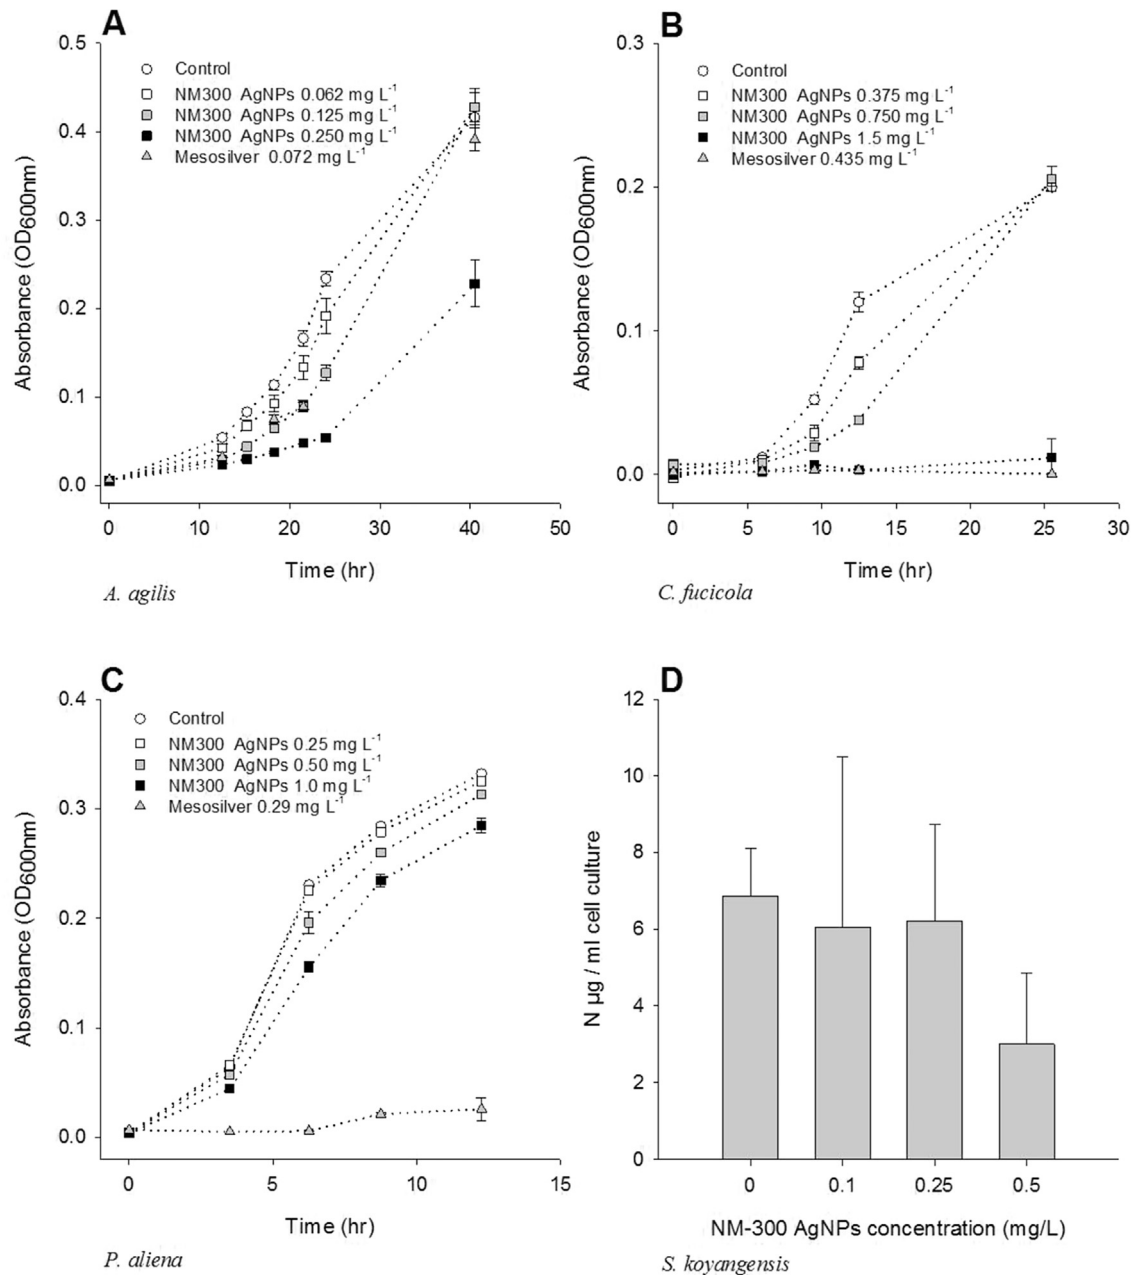 A
Control
NM300 AgNPs 0.062 mg L-1
NM300 AgNPs 0.125 mg L-1
NM300 AgNPs 0.250 mg L-1
Mesosilver 0.072 mg L-1
0.5
0.4
0.3
0.2
0.1
0.0
Absorbance (OD600nm)
0 10 20 30 40 50
Time (hr)
A. agilis
B
Control
NM300 AgNPs 0.375 mg L-1
NM300 AgNPs 0.750 mg L-1
NM300 AgNPs 1.5 mg L-1
Mesosilver 0.435 mg L-1
0.3
0.2
0.1
0.0
Absorbance (OD600nm)
0 5 10 15 20 25 30
Time (hr)
C. fucicola
C
Control
NM300 AgNPs 0.25 mg L-1
NM300 AgNPs 0.50 mg L-1
NM300 AgNPs 1.0 mg L-1
Mesosilver 0.29 mg L-1
0.4
0.3
0.2
0.1
0.0
Absorbance (OD600nm)
0 5 10 15
Time (hr)
P. aliena
D
12
10
8
6
4
2
0
N µg / ml cell culture
0 0.1 0.25 0.5
NM-300 AgNPs concentration (mg/L)
S. koyangensis